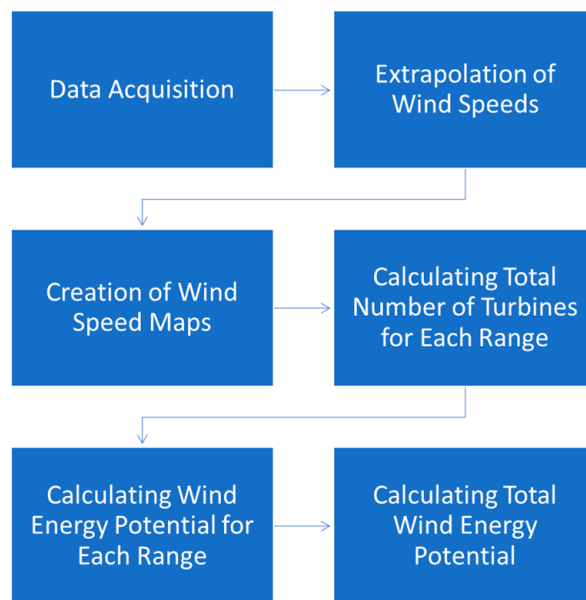 Data Acquisition
Extrapolation of
Wind Speeds
Creation of Wind
Speed Maps
Calculating Total
Number of Turbines
for Each Range
Calculating Wind
Energy Potential for
Each Range
Calculating Total
Wind Energy
Potential